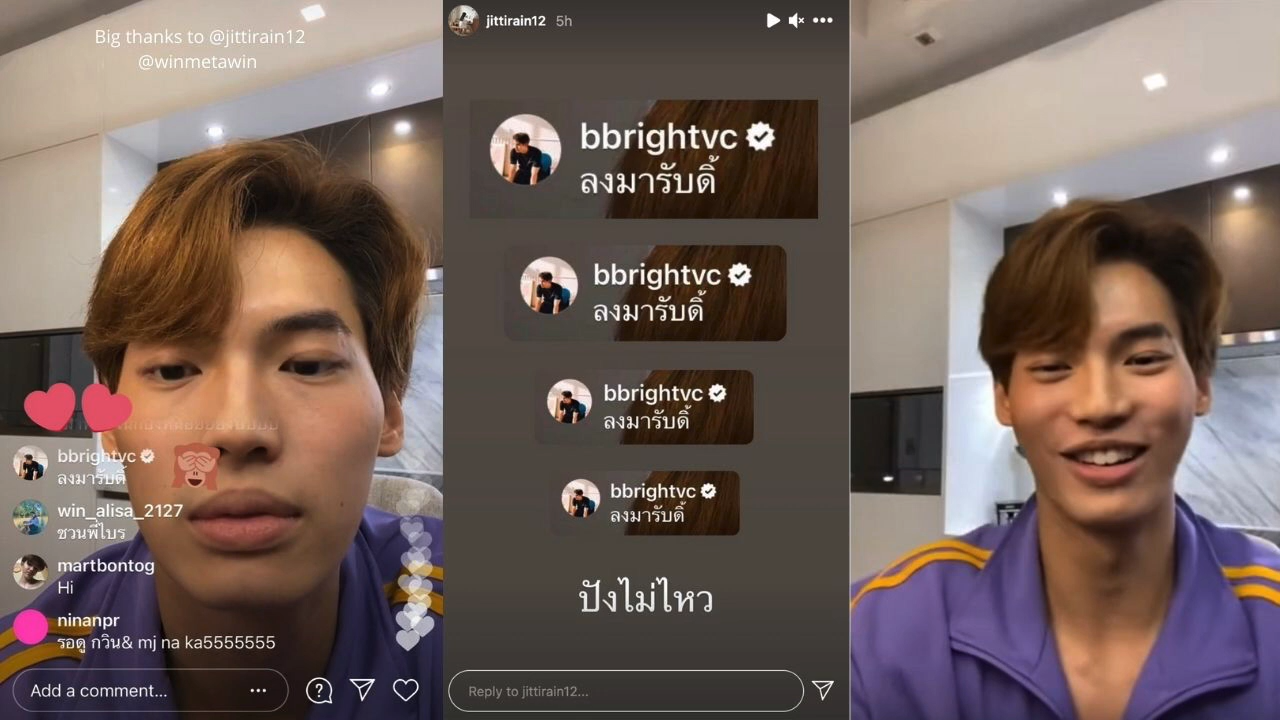 Big thanks to @jittirain12
@winmetawin
bbrightvc
ลงมารับดิ้
win_alisa_2127
ชวนพี่ไบร
martbontog
Hi
ninanpr
รอดู กวิน& mj na ka5555555
Add a comment...
jittirain12 5h
bbrightvc
ลงมารับดิ้
bbrightvc
ลงมารับดิ้
bbrightvc
ลงมารับดิ้
bbrightvc
ลงมารับดิ้
ปังไม่ไหว
Reply to jittirain12...